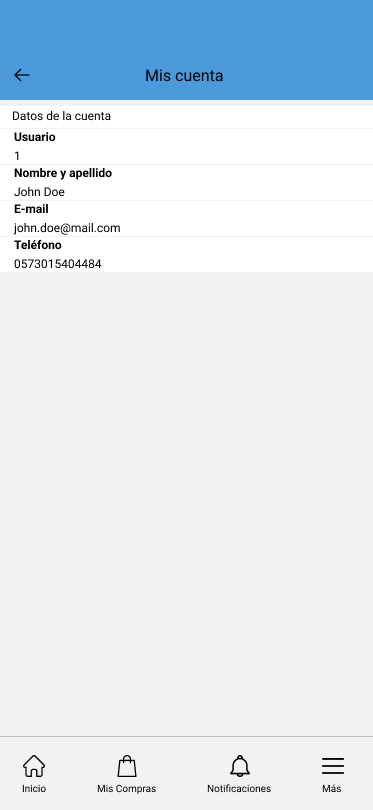 Mis cuenta
Datos de la cuenta
Usuario
1
Nombre y apellido
John Doe
E-mail
john.doe@mail.com
Teléfono
0573015404484
Inicio
Mis Compras
Notificaciones
Más